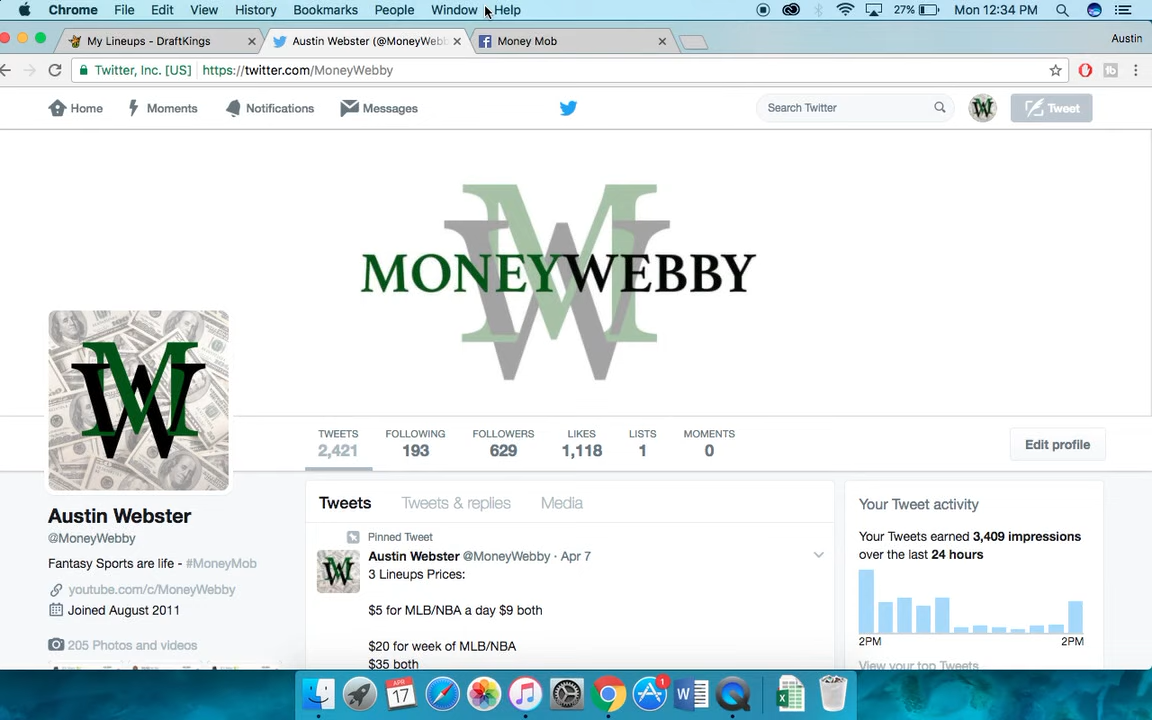 Chrome File Edit View History Bookmarks People Window Help 27% Mon 12:34 PM
My Lineups - DraftKings Austin Webster (@MoneyWebb Money Mob Austin
Twitter, Inc. [US] https://twitter.com/MoneyWebby
Home Moments Notifications Messages Search Twitter Tweet
MW
MONEYWEBBY
MW
TWEETS FOLLOWING FOLLOWERS LIKES LISTS MOMENTS
2,421 193 629 1,118 1 0
Edit profile
Tweets Tweets & replies Media
Your Tweet activity
Austin Webster
@MoneyWebby
Fantasy Sports are life - #MoneyMob
youtube.com/c/MoneyWebby
Joined August 2011
205 Photos and videos
Pinned Tweet
Austin Webster @MoneyWebby · Apr 7
3 Lineups Prices:
$5 for MLB/NBA a day $9 both
$20 for week of MLB/NBA
$35 both
Your Tweets earned 3,409 impressions
over the last 24 hours
2PM 2PM
View your top Tweets
APR
17
1